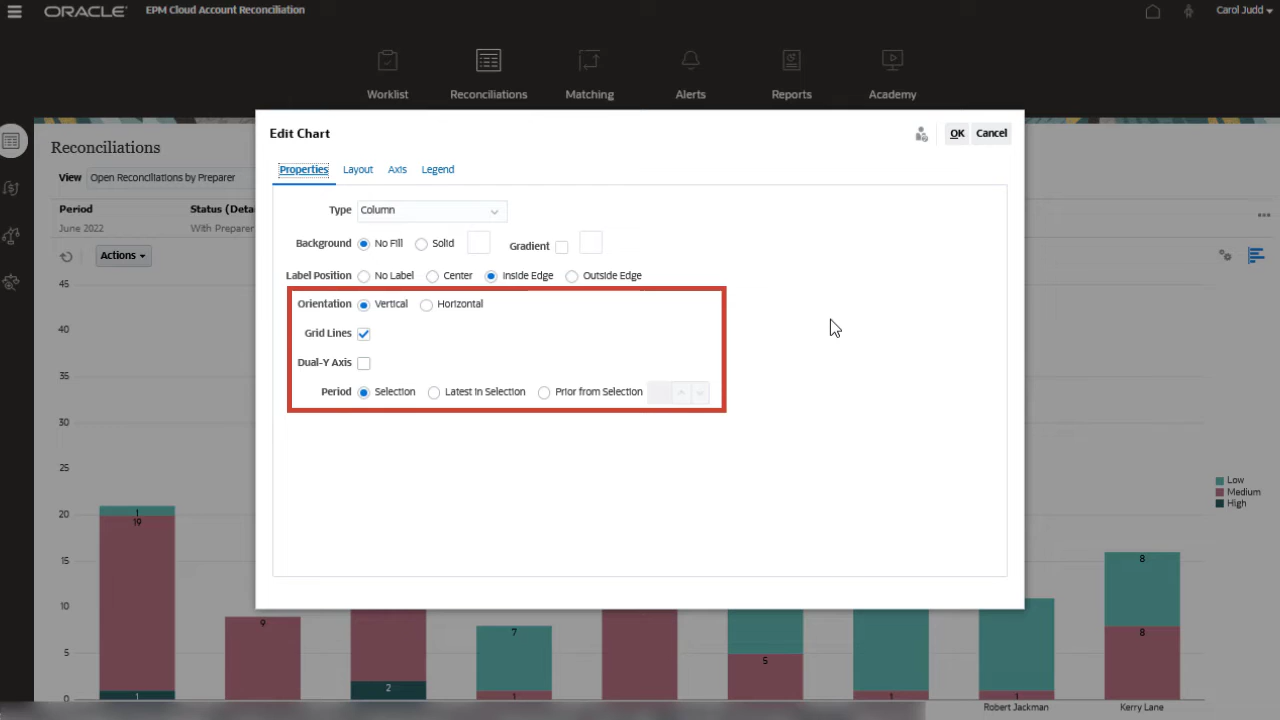 ORACLE EPM Cloud Account Reconciliation Carol Judd
Worklist Reconciliations Matching Alerts Reports Academy
Edit Chart OK Cancel
Properties Layout Axis Legend
Type Column
Background No Fill Solid Gradient
Label Position No Label Center Inside Edge Outside Edge
Orientation Vertical Horizontal
Grid Lines
Dual-Y Axis
Period Selection Latest in Selection Prior from Selection
Reconciliations
View Open Reconciliations by Preparer
Period Status (Deta
June 2022 With Preparer
Actions
45
40
35
30
25
20
15
10
5
0
1
19
1
9
2
7
1
5
1
1
8
8
Low
Medium
High
Robert Jackman Kerry Lane